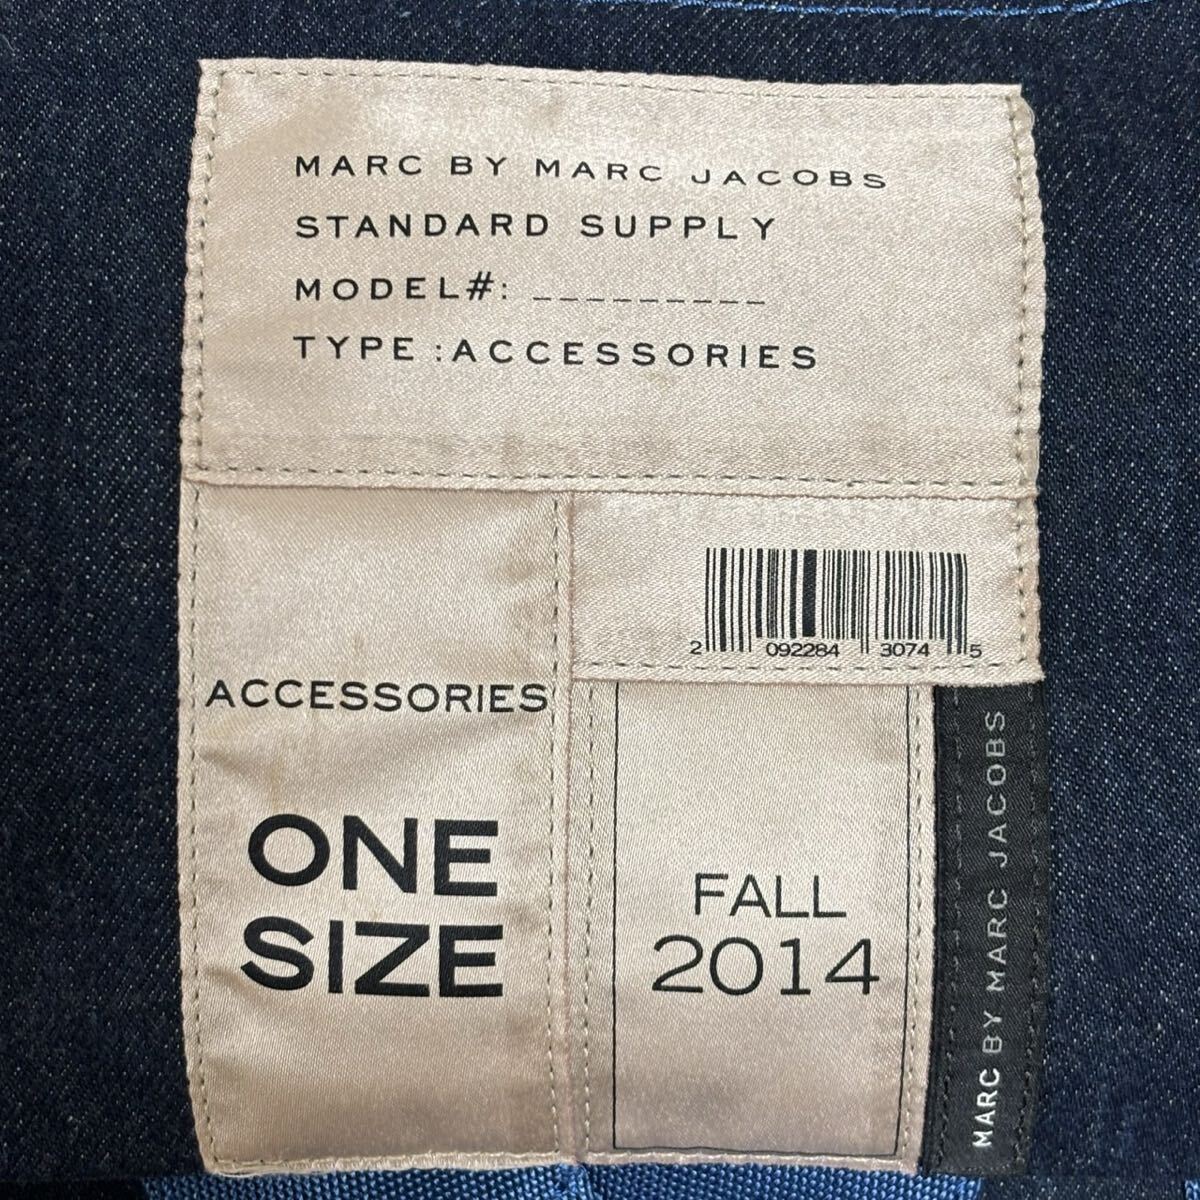 MARC BY MARC JACOBS
STANDARD SUPPLY
MODEL#: _________
TYPE :ACCESSORIES
2 092284 3074 5
ACCESSORIES
ONE
SIZE
FALL
2014
MARC BY MARC JACOBS